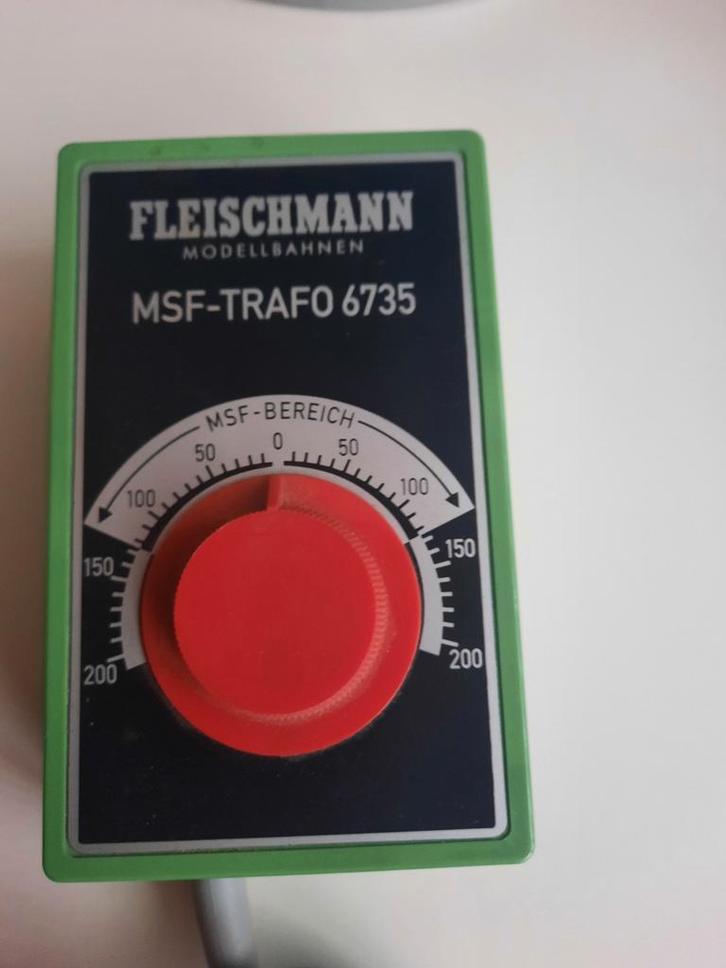 FLEISCHMANN
MODELLBAHNEN
MSF-TRAFO 6735
MSF-BEREICH
50 0 50
100 100
150 150
200 200